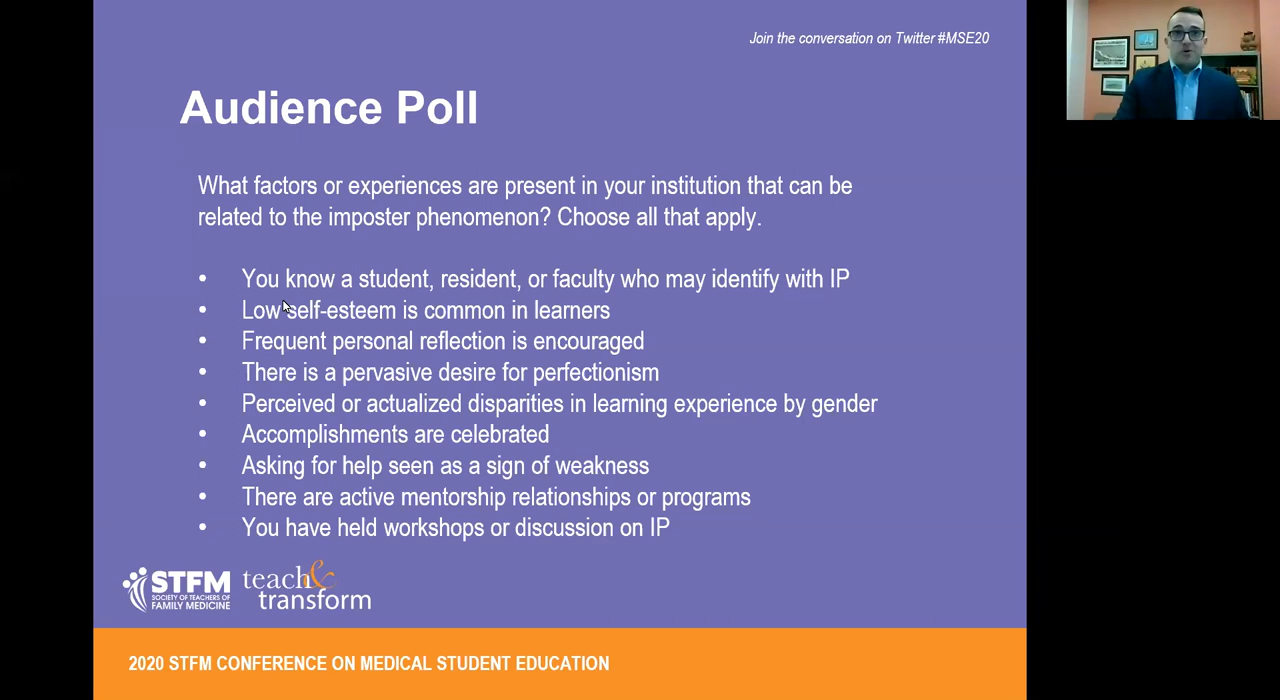 Join the conversation on Twitter #MSE20
Audience Poll
What factors or experiences are present in your institution that can be
related to the imposter phenomenon? Choose all that apply.
• You know a student, resident, or faculty who may identify with IP
• Low self-esteem is common in learners
• Frequent personal reflection is encouraged
• There is a pervasive desire for perfectionism
• Perceived or actualized disparities in learning experience by gender
• Accomplishments are celebrated
• Asking for help seen as a sign of weakness
• There are active mentorship relationships or programs
• You have held workshops or discussion on IP
STFM
SOCIETY OF TEACHERS OF
FAMILY MEDICINE
teach&
transform
2020 STFM CONFERENCE ON MEDICAL STUDENT EDUCATION